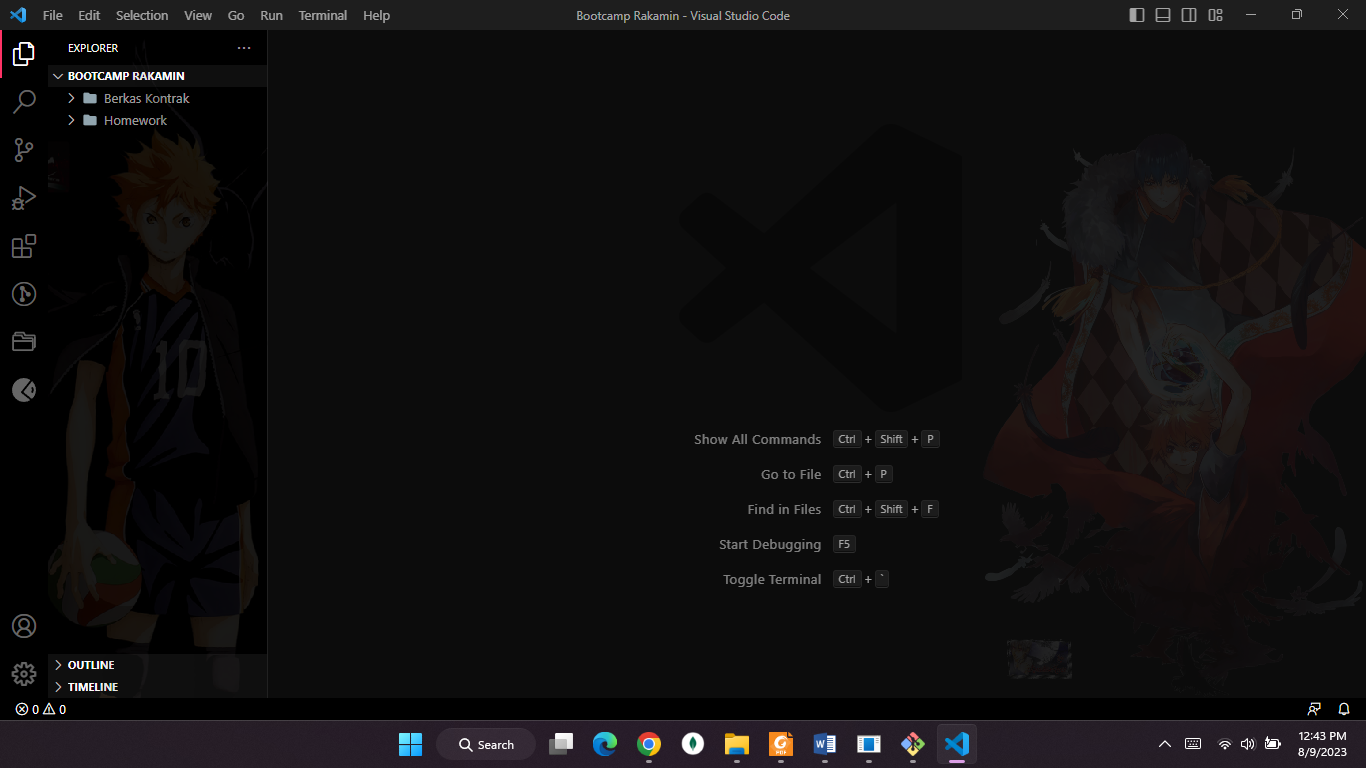 File Edit Selection View Go Run Terminal Help
Bootcamp Rakamin - Visual Studio Code
EXPLORER
BOOTCAMP RAKAMIN
Berkas Kontrak
Homework
10
Show All Commands Ctrl + Shift + P
Go to File Ctrl + P
Find in Files Ctrl + Shift + F
Start Debugging F5
Toggle Terminal Ctrl + `
OUTLINE
TIMELINE
0 0
Search
PDF
W
12:43 PM
8/9/2023